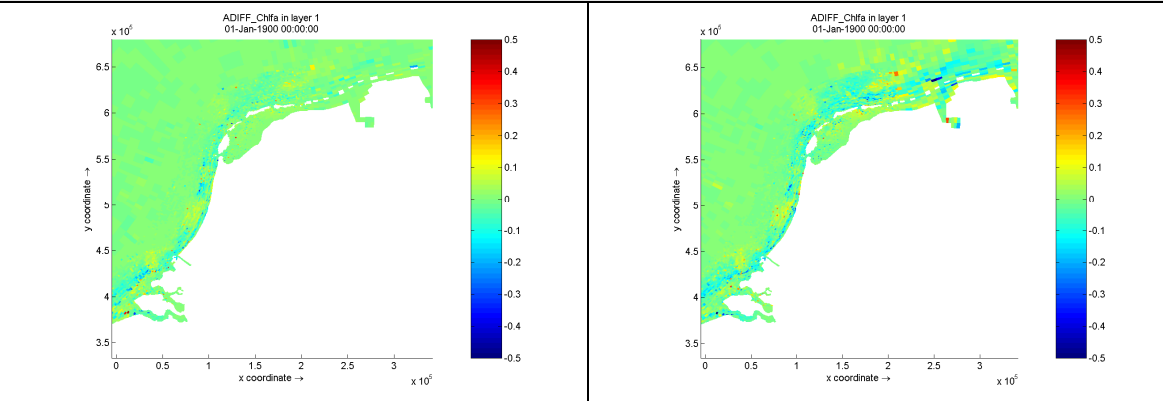 ADIFF_Chlfa in layer 1
01-Jan-1900 00:00:00
x 10^5
6.5
6
5.5
5
4.5
4
3.5
y coordinate →
0 0.5 1 1.5 2 2.5 3
x coordinate →
x 10^5
0.5
0.4
0.3
0.2
0.1
0
-0.1
-0.2
-0.3
-0.4
-0.5
ADIFF_Chlfa in layer 1
01-Jan-1900 00:00:00
x 10^5
6.5
6
5.5
5
4.5
4
3.5
y coordinate →
0 0.5 1 1.5 2 2.5 3
x coordinate →
x 10^5
0.5
0.4
0.3
0.2
0.1
0
-0.1
-0.2
-0.3
-0.4
-0.5